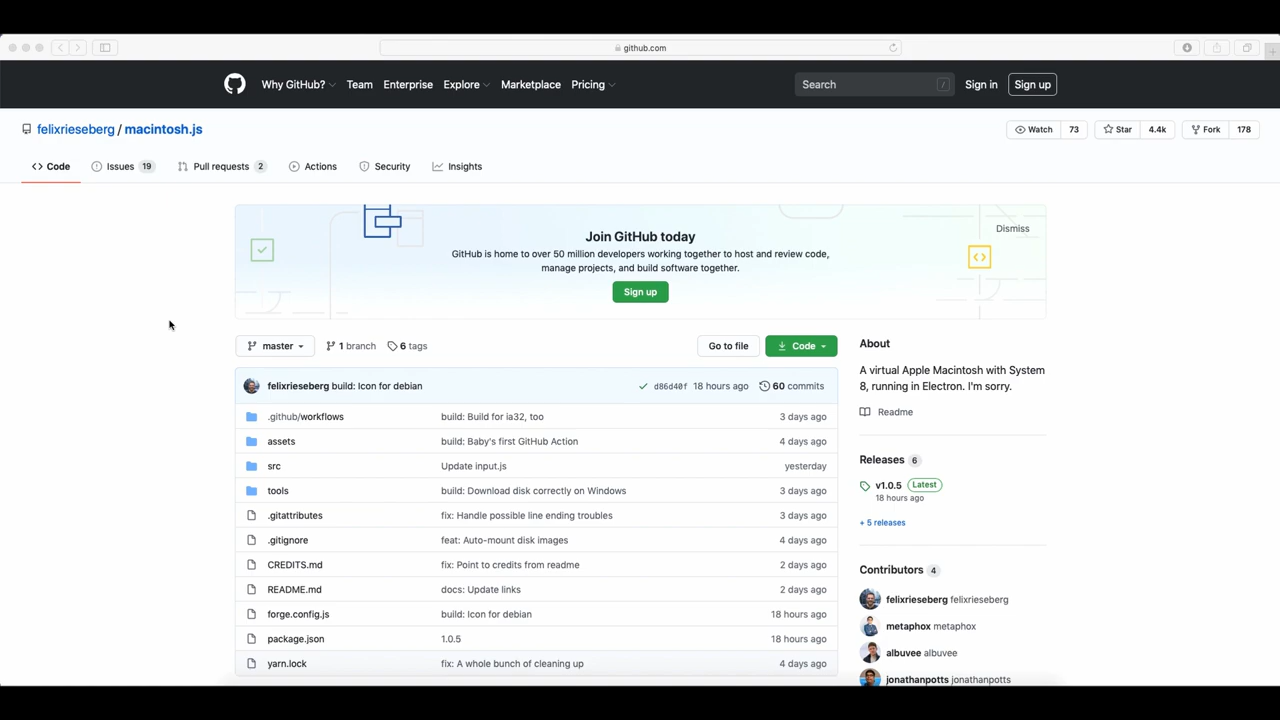 github.com
Why GitHub? Team Enterprise Explore Marketplace Pricing Search / Sign in Sign up
felixrieseberg / macintosh.js Watch 73 Star 4.4k Fork 178
Code Issues 19 Pull requests 2 Actions Security Insights
Dismiss
Join GitHub today
GitHub is home to over 50 million developers working together to host and review code,
manage projects, and build software together.
Sign up
master 1 branch 6 tags Go to file Code
felixrieseberg build: Icon for debian d86d40f 18 hours ago 60 commits
.github/workflows build: Build for ia32, too 3 days ago
assets build: Baby's first GitHub Action 4 days ago
src Update input.js yesterday
tools build: Download disk correctly on Windows 3 days ago
.gitattributes fix: Handle possible line ending troubles 3 days ago
.gitignore feat: Auto-mount disk images 4 days ago
CREDITS.md fix: Point to credits from readme 2 days ago
README.md docs: Update links 2 days ago
forge.config.js build: Icon for debian 18 hours ago
package.json 1.0.5 18 hours ago
yarn.lock fix: A whole bunch of cleaning up 4 days ago
About
A virtual Apple Macintosh with System
8, running in Electron. I'm sorry.
Readme
Releases 6
v1.0.5 Latest
18 hours ago
+ 5 releases
Contributors 4
felixrieseberg felixrieseberg
metaphox metaphox
albuvee albuvee
jonathanpotts jonathanpotts